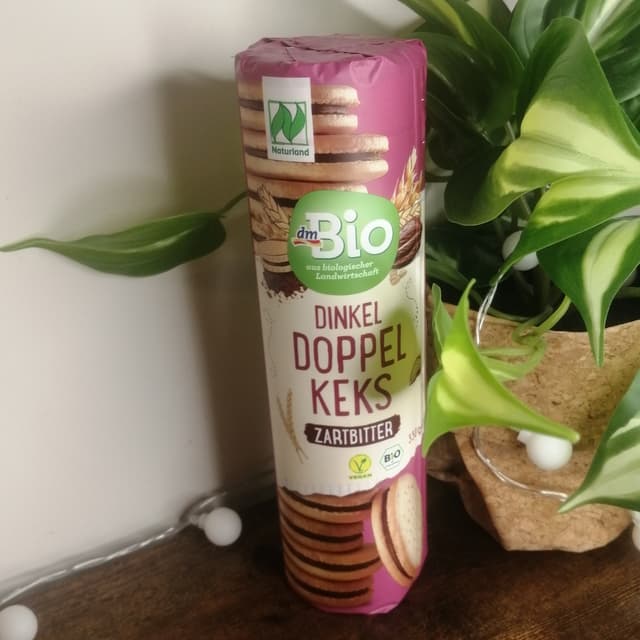 Naturland
dm
Bio
aus biologischer
Landwirtschaft
DINKEL
DOPPEL
KEKS
ZARTBITTER
VEGAN
BIO